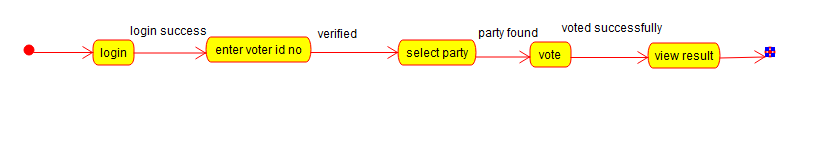 login success
verified
party found
voted successfully
login
enter voter id no
select party
vote
view result